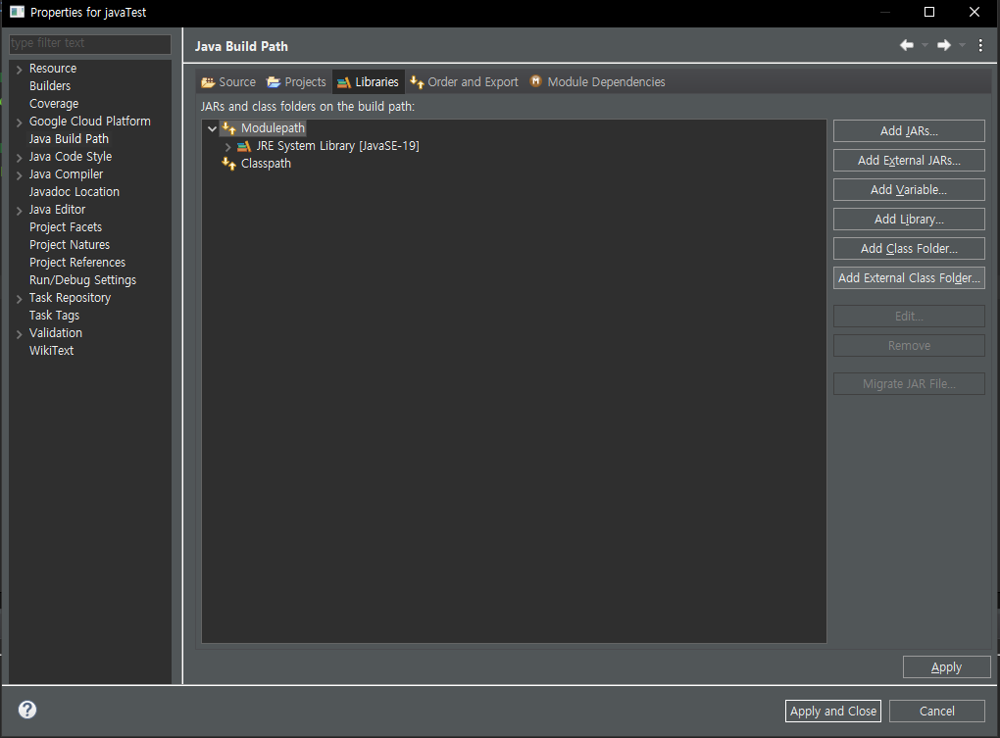 Properties for javaTest
type filter text
Resource
Builders
Coverage
Google Cloud Platform
Java Build Path
Java Code Style
Java Compiler
Javadoc Location
Java Editor
Project Facets
Project Natures
Project References
Run/Debug Settings
Task Repository
Task Tags
Validation
WikiText
Java Build Path
Source Projects Libraries Order and Export M Module Dependencies
JARs and class folders on the build path:
Modulepath
JRE System Library [JavaSE-19]
Classpath
Add JARs...
Add External JARs...
Add Variable...
Add Library...
Add Class Folder...
Add External Class Folder...
Edit...
Remove
Migrate JAR File...
Apply
?
Apply and Close Cancel